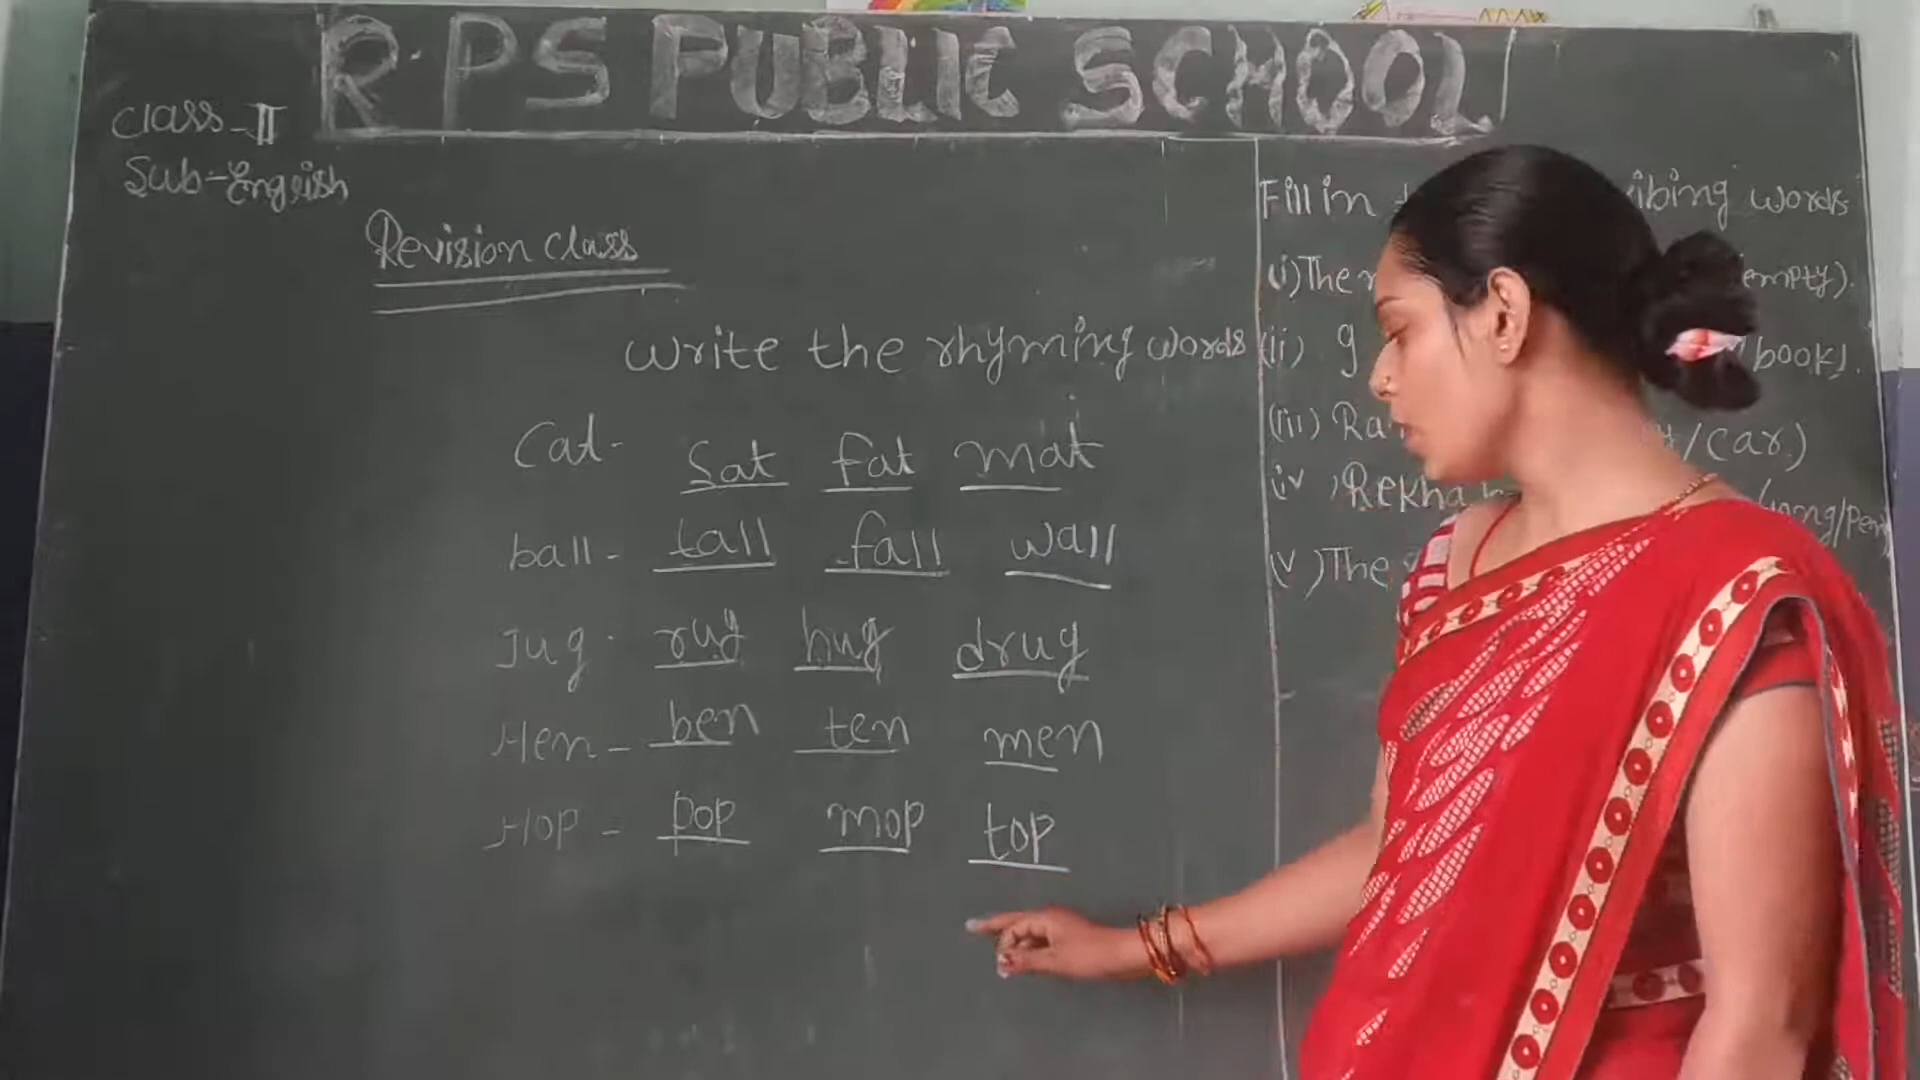 R.PS PUBLIC SCHOOL
Class-II
Sub-English
Revision class
write the rhyming words
Cat- Sat fat mat
ball- tall fall wall
Jug- rug hug drug
Hen- ben ten men
Hop- pop mop top
Fill in words
(i) The empty).
(ii) g /book).
(iii) /car.)
(iv) Rekha /Pen)
(v) The